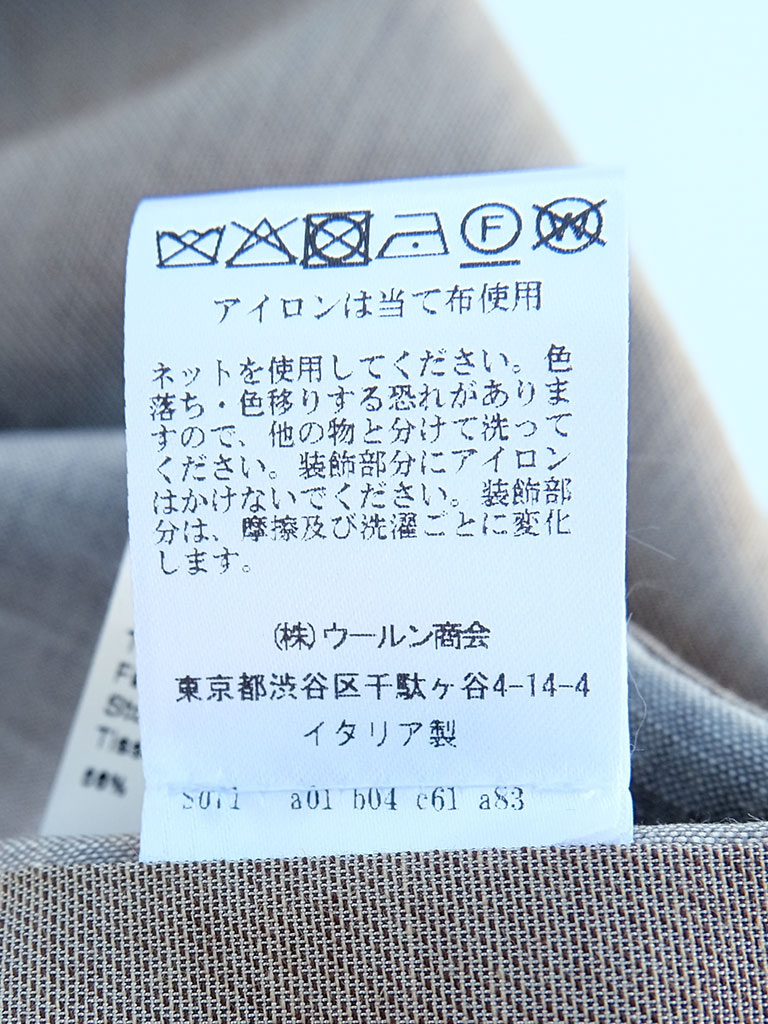 F W
アイロンは当て布使用
ネットを使用してください。色
落ち・色移りする恐れがありま
すので、他の物と分けて洗って
ください。装飾部分にアイロン
はかけないでください。装飾部
分は、摩擦及び洗濯ごとに変化
します。
(株)ウールン商会
東京都渋谷区千駄ヶ谷4-14-4
イタリア製
S071 a01 b04 c61 a83
88%